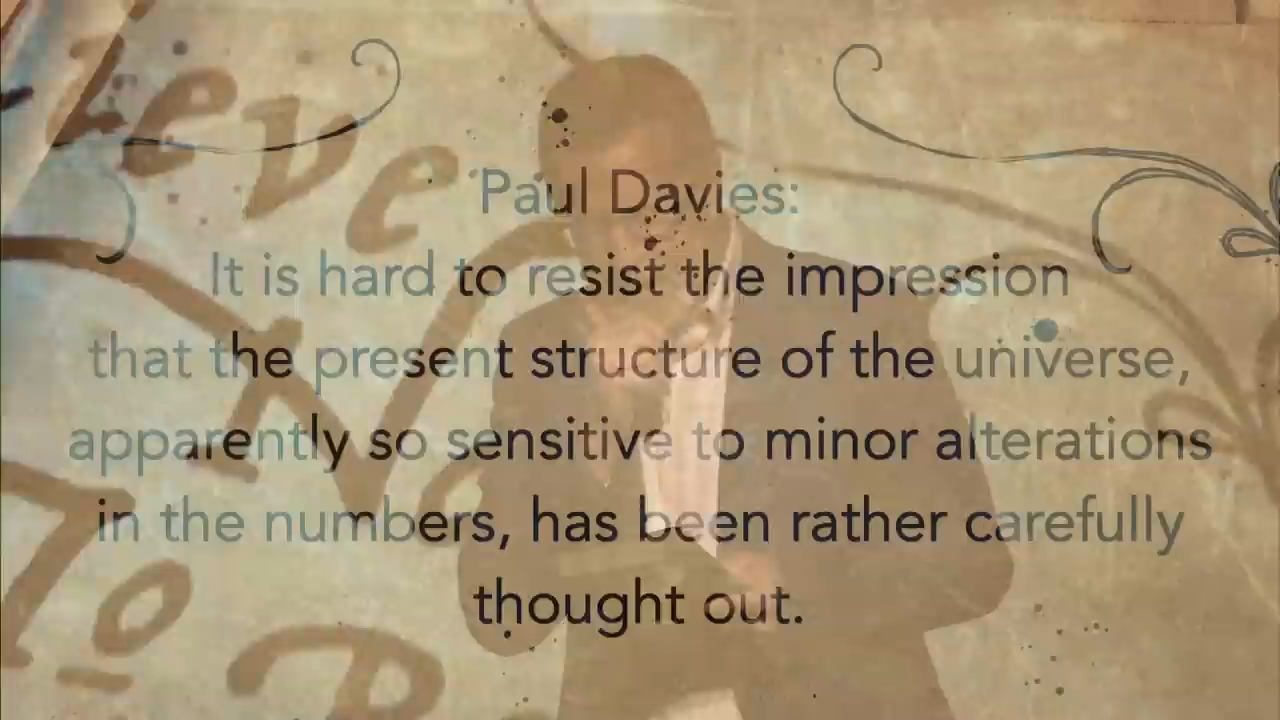 Paul Davies:
It is hard to resist the impression
that the present structure of the universe,
apparently so sensitive to minor alterations
in the numbers, has been rather carefully
thought out.